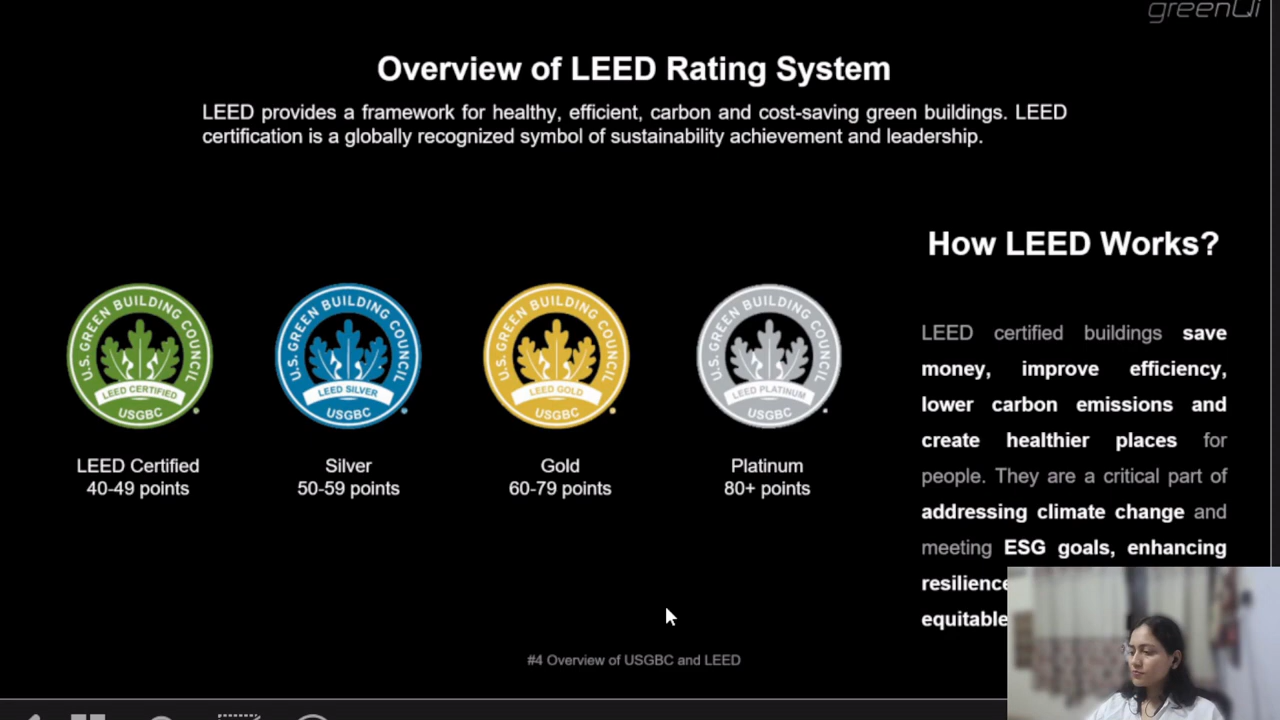 greenQi
Overview of LEED Rating System
LEED provides a framework for healthy, efficient, carbon and cost-saving green buildings. LEED
certification is a globally recognized symbol of sustainability achievement and leadership.
How LEED Works?
U.S. GREEN BUILDING COUNCIL
LEED CERTIFIED
USGBC
LEED Certified
40-49 points
U.S. GREEN BUILDING COUNCIL
LEED SILVER
USGBC
Silver
50-59 points
U.S. GREEN BUILDING COUNCIL
LEED GOLD
USGBC
Gold
60-79 points
U.S. GREEN BUILDING COUNCIL
LEED PLATINUM
USGBC
Platinum
80+ points
LEED certified buildings save
money, improve efficiency,
lower carbon emissions and
create healthier places for
people. They are a critical part of
addressing climate change and
meeting ESG goals, enhancing
resilience
equitable
#4 Overview of USGBC and LEED